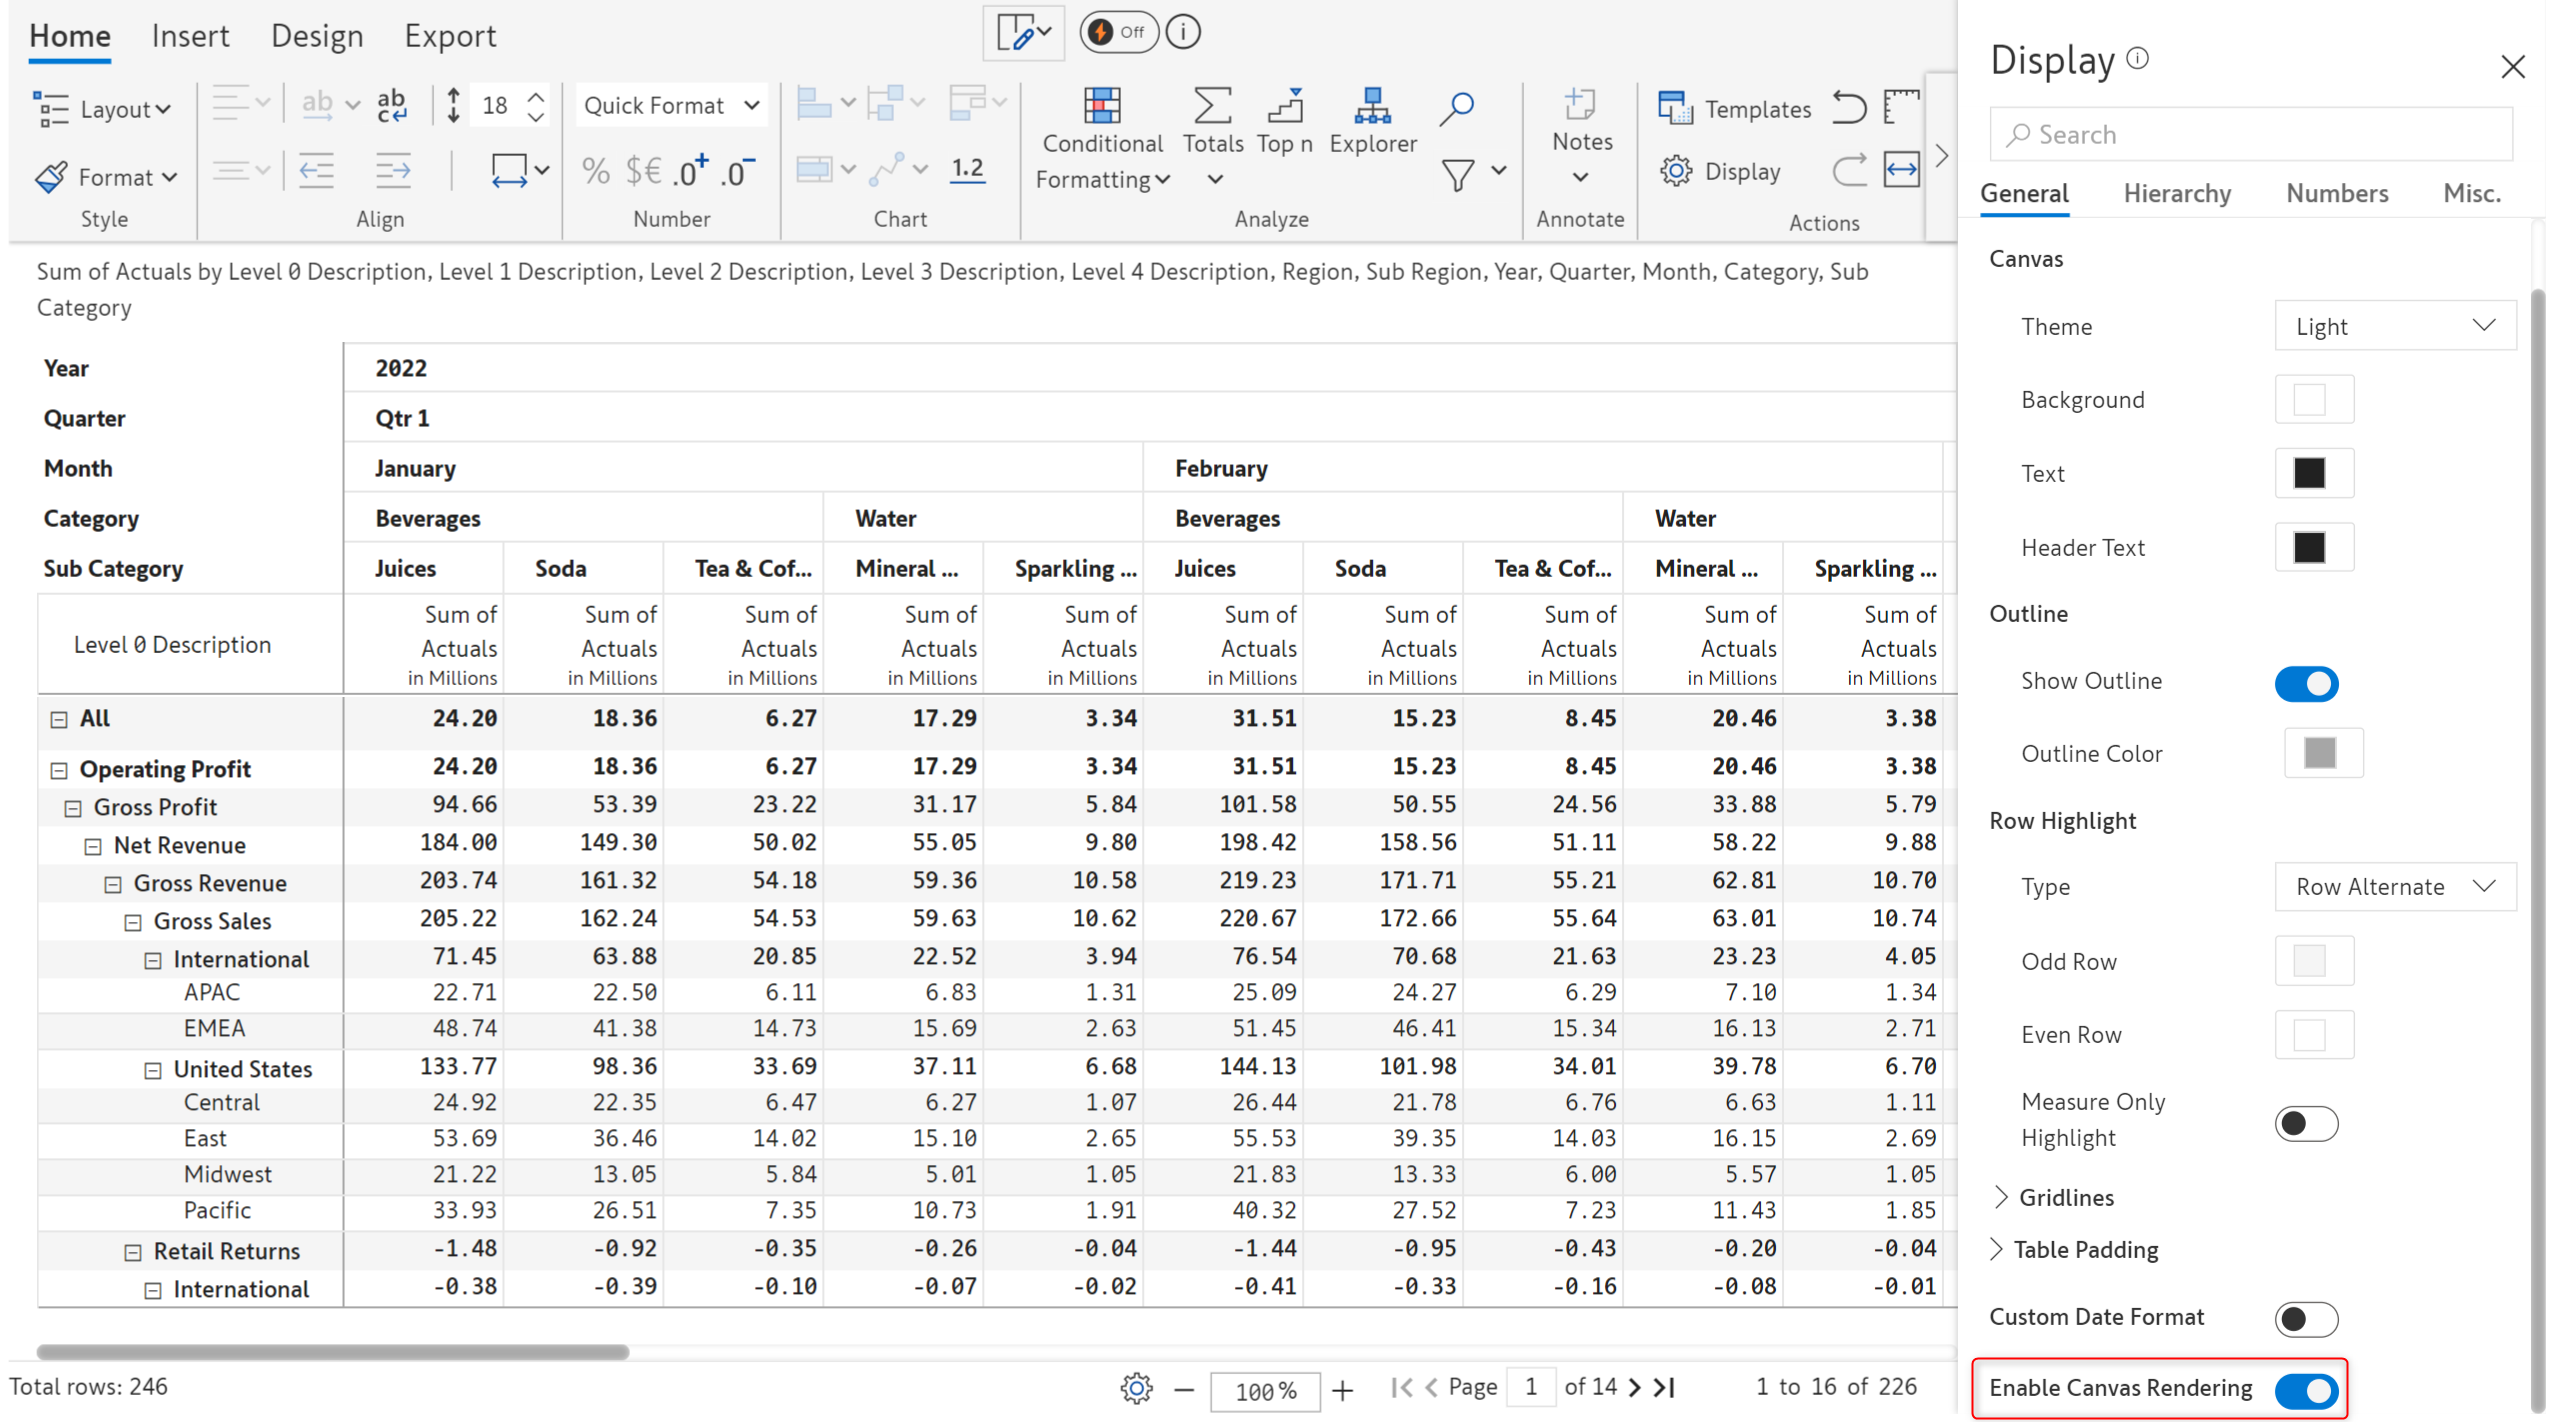 Home Insert Design Export
Off
Layout
ab
ab
c
18
Quick Format
Format
% $€ .0+ .0-
1.2
Conditional Formatting
Totals
Top n
Explorer
Notes
Templates
Display
Style Align Number Chart Analyze Annotate Actions
Sum of Actuals by Level 0 Description, Level 1 Description, Level 2 Description, Level 3 Description, Level 4 Description, Region, Sub Region, Year, Quarter, Month, Category, Sub
Category
Year 2022
Quarter Qtr 1
Month January February
Category Beverages Water Beverages Water
Sub Category Juices Soda Tea & Cof... Mineral ... Sparkling ... Juices Soda Tea & Cof... Mineral ... Sparkling ...
Sum of Sum of Sum of Sum of Sum of Sum of Sum of Sum of Sum of Sum of
Level 0 Description Actuals Actuals Actuals Actuals Actuals Actuals Actuals Actuals Actuals Actuals
in Millions in Millions in Millions in Millions in Millions in Millions in Millions in Millions in Millions in Millions
All 24.20 18.36 6.27 17.29 3.34 31.51 15.23 8.45 20.46 3.38
Operating Profit 24.20 18.36 6.27 17.29 3.34 31.51 15.23 8.45 20.46 3.38
Gross Profit 94.66 53.39 23.22 31.17 5.84 101.58 50.55 24.56 33.88 5.79
Net Revenue 184.00 149.30 50.02 55.05 9.80 198.42 158.56 51.11 58.22 9.88
Gross Revenue 203.74 161.32 54.18 59.36 10.58 219.23 171.71 55.21 62.81 10.70
Gross Sales 205.22 162.24 54.53 59.63 10.62 220.67 172.66 55.64 63.01 10.74
International 71.45 63.88 20.85 22.52 3.94 76.54 70.68 21.63 23.23 4.05
APAC 22.71 22.50 6.11 6.83 1.31 25.09 24.27 6.29 7.10 1.34
EMEA 48.74 41.38 14.73 15.69 2.63 51.45 46.41 15.34 16.13 2.71
United States 133.77 98.36 33.69 37.11 6.68 144.13 101.98 34.01 39.78 6.70
Central 24.92 22.35 6.47 6.27 1.07 26.44 21.78 6.76 6.63 1.11
East 53.69 36.46 14.02 15.10 2.65 55.53 39.35 14.03 16.15 2.69
Midwest 21.22 13.05 5.84 5.01 1.05 21.83 13.33 6.00 5.57 1.05
Pacific 33.93 26.51 7.35 10.73 1.91 40.32 27.52 7.23 11.43 1.85
Retail Returns -1.48 -0.92 -0.35 -0.26 -0.04 -1.44 -0.95 -0.43 -0.20 -0.04
International -0.38 -0.39 -0.10 -0.07 -0.02 -0.41 -0.33 -0.16 -0.08 -0.01
Total rows: 246
100%
Page 1 of 14
1 to 16 of 226
Display
Search
General Hierarchy Numbers Misc.
Canvas
Theme Light
Background
Text
Header Text
Outline
Show Outline
Outline Color
Row Highlight
Type Row Alternate
Odd Row
Even Row
Measure Only
Highlight
Gridlines
Table Padding
Custom Date Format
Enable Canvas Rendering